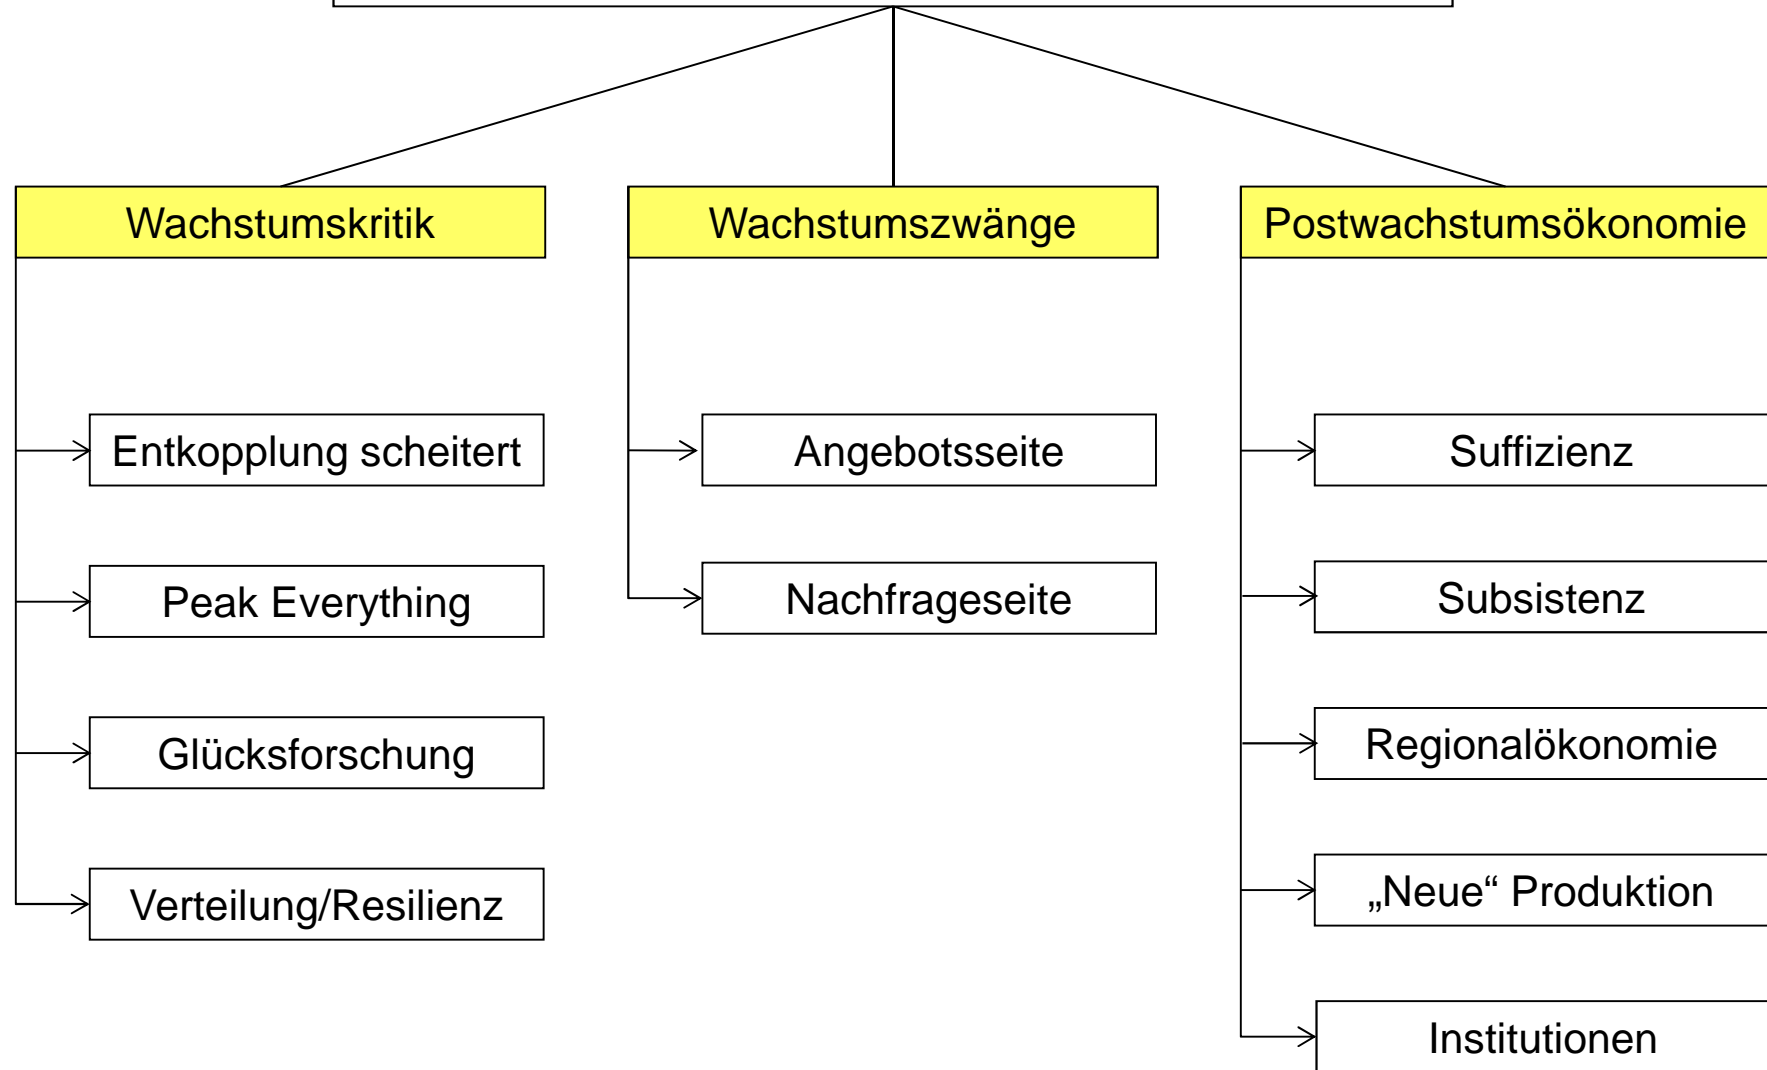 Wachstumskritik
Entkopplung scheitert
Peak Everything
Glücksforschung
Verteilung/Resilienz
Wachstumszwänge
Angebotsseite
Nachfrageseite
Postwachstumsökonomie
Suffizienz
Subsistenz
Regionalökonomie
„Neue“ Produktion
Institutionen